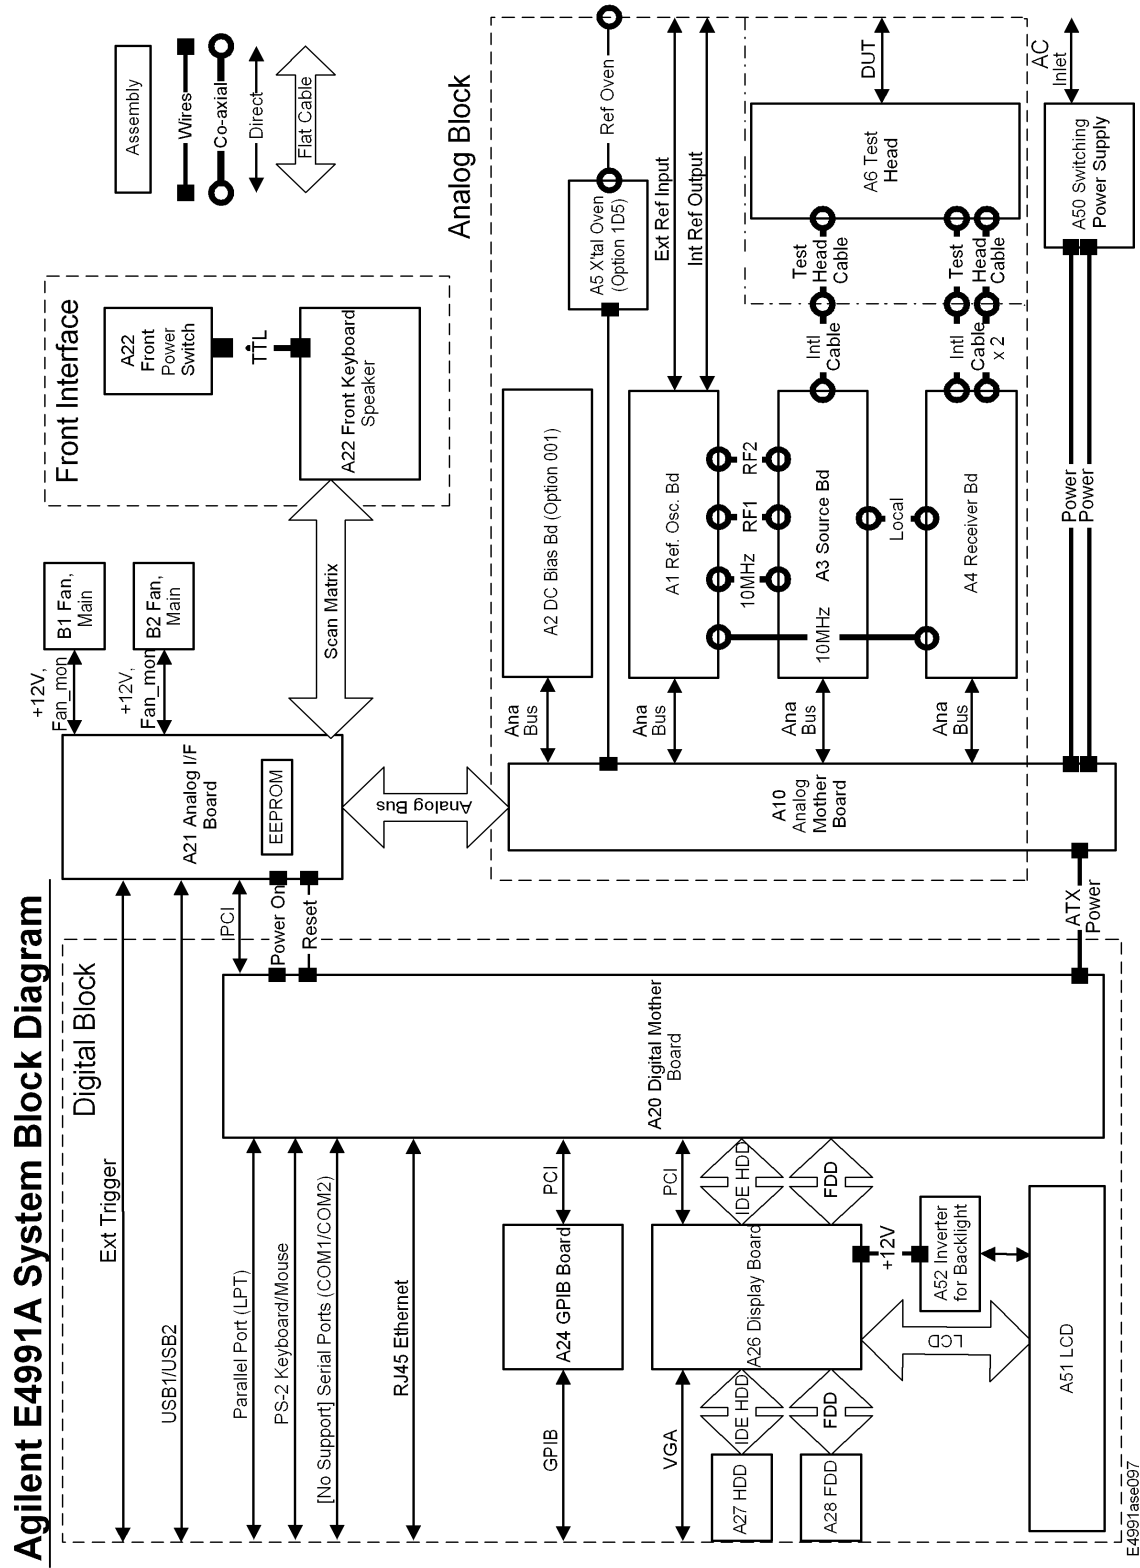 Agilent E4991A System Block Diagram
Assembly
Wires
Co-axial
Direct
Flat Cable
Digital Block
Ext Trigger
USB1/USB2
Parallel Port (LPT)
PS-2 Keyboard/Mouse
[No Support] Serial Ports (COM1/COM2)
RJ45 Ethernet
GPIB
A24 GPIB Board
PCI
VGA
A26 Display Board
PCI
A27 HDD
IDE HDD
IDE HDD
A28 FDD
FDD
FDD
+12V
A52 Inverter
for Backlight
LCD
A51 LCD
A20 Digital Mother
Board
PCI
Power On
Reset
ATX
Power
A21 Analog I/F
Board
EEPROM
+12V,
Fan_mon
B1 Fan,
Main
+12V,
Fan_mon
B2 Fan,
Main
Scan Matrix
Analog Bus
Front Interface
A22
Front
Power
Switch
TTL
A22 Front Keyboard
Speaker
Analog Block
A10
Analog
Mother
Board
Ana
Bus
A2 DC Bias Bd (Option 001)
A5 X'tal Oven
(Option 1D5)
Ref Oven
Ana
Bus
A1 Ref. Osc. Bd
Ext Ref Input
Int Ref Output
10MHz
RF1
RF2
Ana
Bus
A3 Source Bd
10MHz
Intl
Cable
Test
Head
Cable
Local
Ana
Bus
A4 Receiver Bd
Intl
Cable
x 2
Test
Head
Cable
A6 Test
Head
DUT
Power
Power
A50 Switching
Power Supply
AC
Inlet
E4991ase097